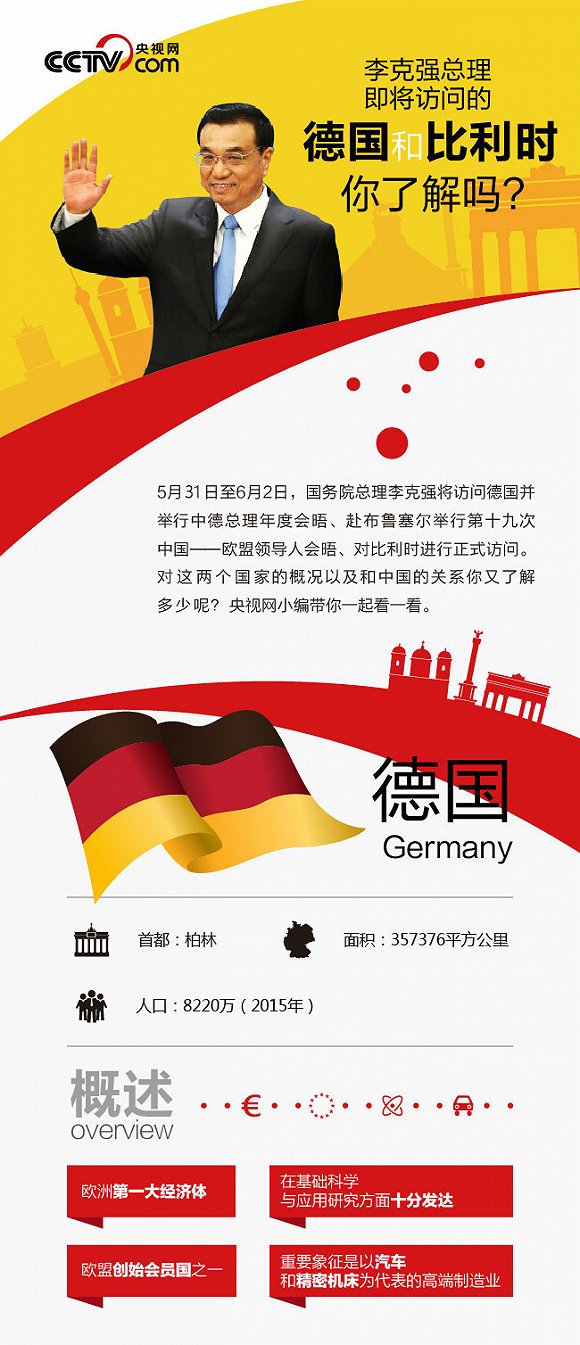 CCTV.com 央视网
李克强总理
即将访问的
德国和比利时
你了解吗?
5月31日至6月2日，国务院总理李克强将访问德国并
举行中德总理年度会晤、赴布鲁塞尔举行第十九次
中国——欧盟领导人会晤、对比利时进行正式访问。
对这两个国家的概况以及和中国的关系你又了解
多少呢？央视网小编带你一起看一看。
德国
Germany
首都：柏林
面积：357376平方公里
人口：8220万（2015年）
概述
overview
欧洲第一大经济体
在基础科学
与应用研究方面十分发达
欧盟创始会员国之一
重要象征是以汽车
和精密机床为代表的高端制造业